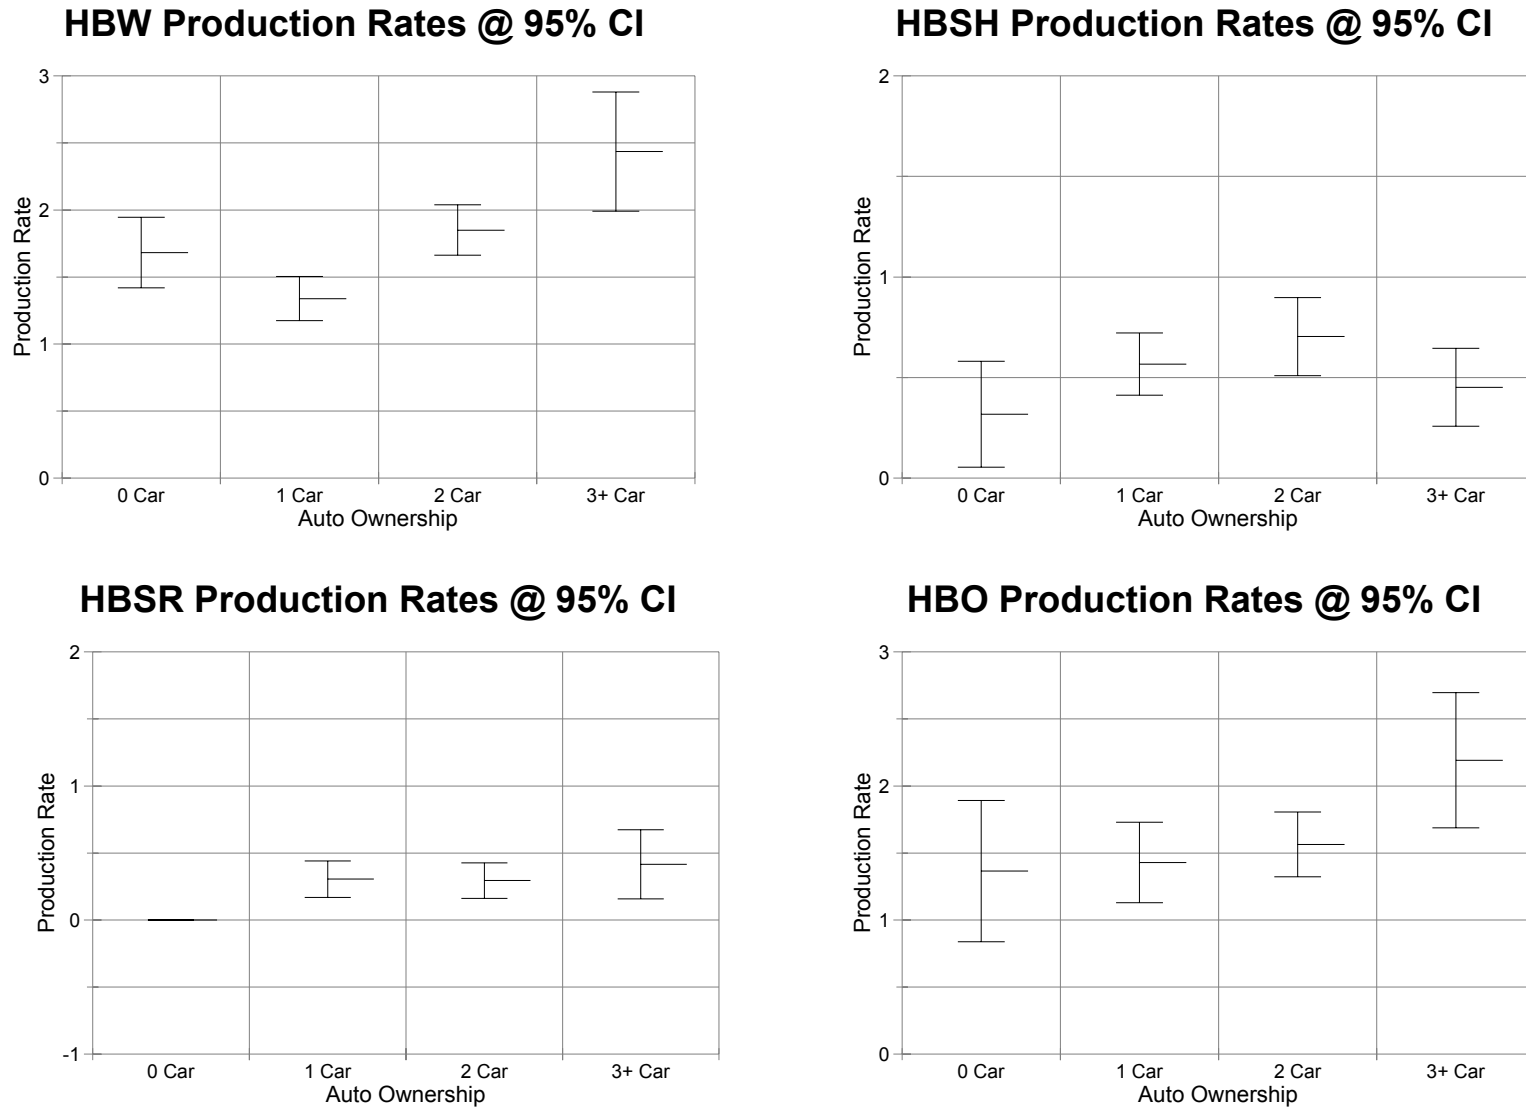 HBW Production Rates @ 95% CI
3
2
1
0
Production Rate
0 Car
1 Car
2 Car
3+ Car
Auto Ownership
HBSH Production Rates @ 95% CI
2
1
0
Production Rate
0 Car
1 Car
2 Car
3+ Car
Auto Ownership
HBSR Production Rates @ 95% CI
2
1
0
-1
Production Rate
0 Car
1 Car
2 Car
3+ Car
Auto Ownership
HBO Production Rates @ 95% CI
3
2
1
0
Production Rate
0 Car
1 Car
2 Car
3+ Car
Auto Ownership